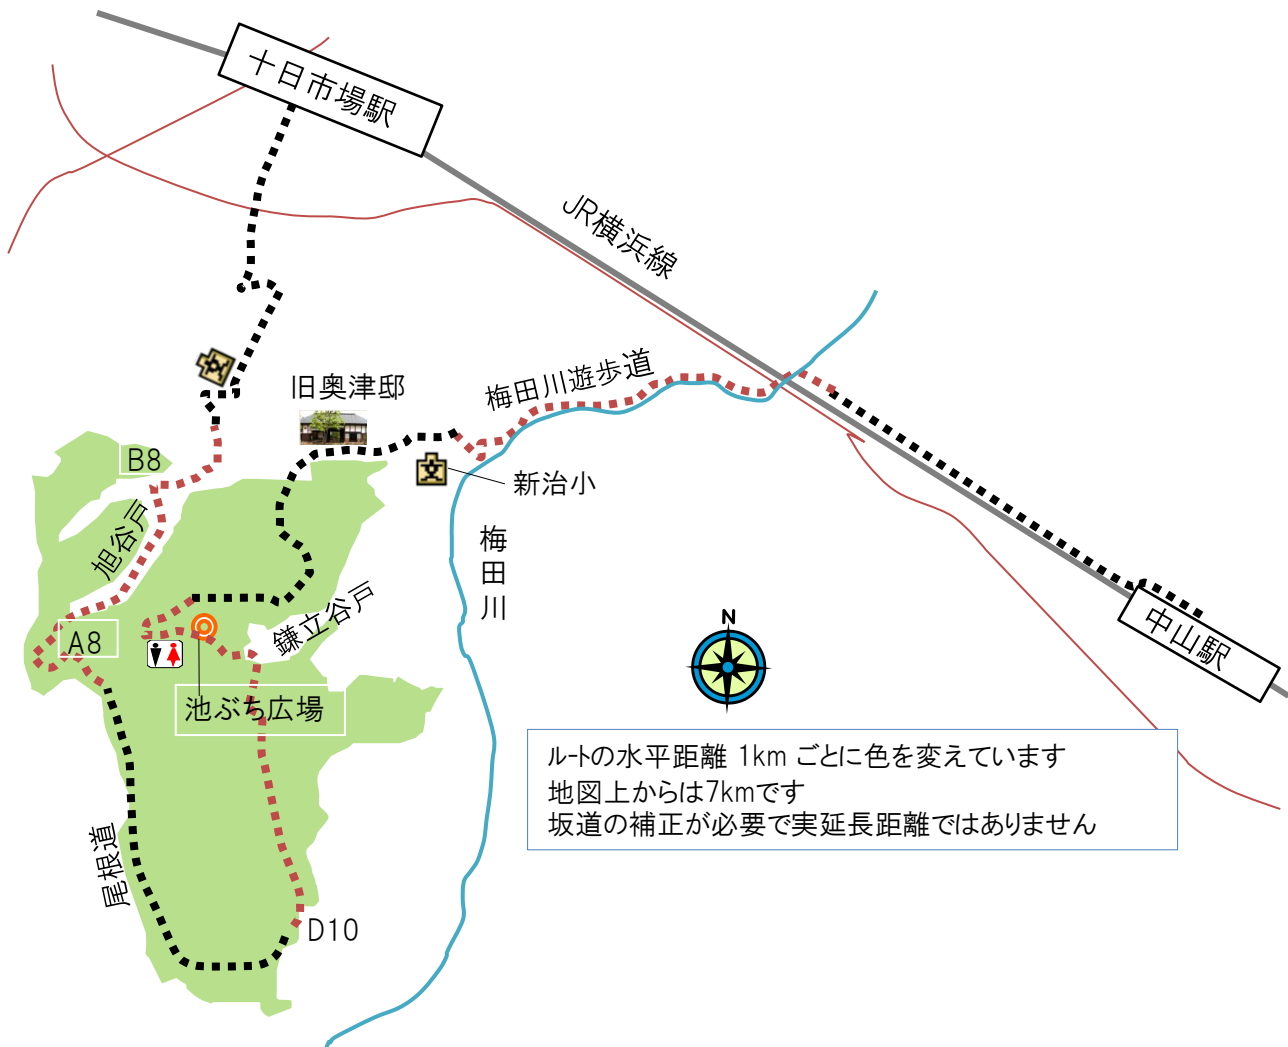 十日市場駅
JR横浜線
旧奥津邸
梅田川遊歩道
B8
新治小
旭谷戸
梅田川
鎌立谷戸
A8
N
中山駅
池ぶち広場
ルートの水平距離 1km ごとに色を変えています
地図上からは7kmです
坂道の補正が必要で実延長距離ではありません
尾根道
D10
文
文